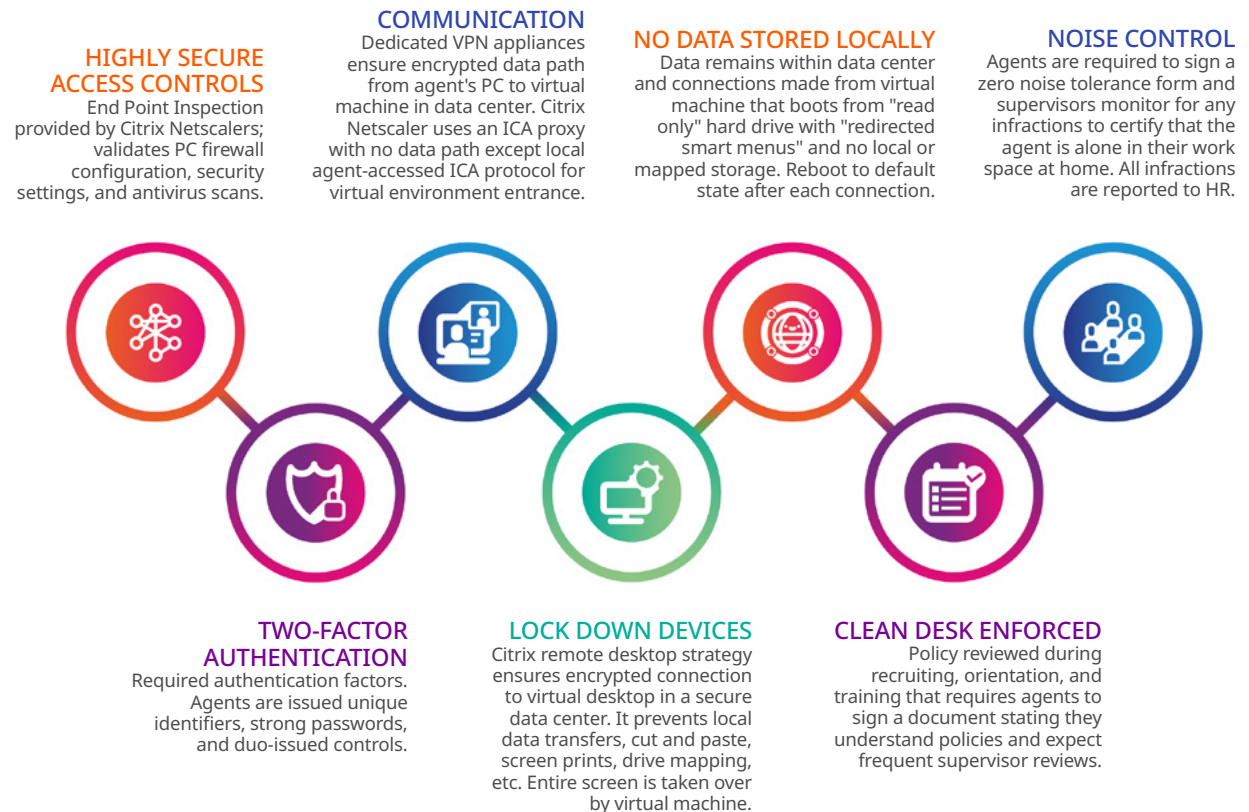 HIGHLY SECURE
ACCESS CONTROLS
End Point Inspection
provided by Citrix Netscalers;
validates PC firewall
configuration, security
settings, and antivirus scans.
COMMUNICATION
Dedicated VPN appliances
ensure encrypted data path
from agent's PC to virtual
machine in data center. Citrix
Netscaler uses an ICA proxy
with no data path except local
agent-accessed ICA protocol for
virtual environment entrance.
NO DATA STORED LOCALLY
Data remains within data center
and connections made from virtual
machine that boots from "read
only" hard drive with "redirected
smart menus" and no local or
mapped storage. Reboot to default
state after each connection.
NOISE CONTROL
Agents are required to sign a
zero noise tolerance form and
supervisors monitor for any
infractions to certify that the
agent is alone in their work
space at home. All infractions
are reported to HR.
TWO-FACTOR
AUTHENTICATION
Required authentication factors.
Agents are issued unique
identifiers, strong passwords,
and duo-issued controls.
LOCK DOWN DEVICES
Citrix remote desktop strategy
ensures encrypted connection
to virtual desktop in a secure
data center. It prevents local
data transfers, cut and paste,
screen prints, drive mapping,
etc. Entire screen is taken over
by virtual machine.
CLEAN DESK ENFORCED
Policy reviewed during
recruiting, orientation, and
training that requires agents to
sign a document stating they
understand policies and expect
frequent supervisor reviews.